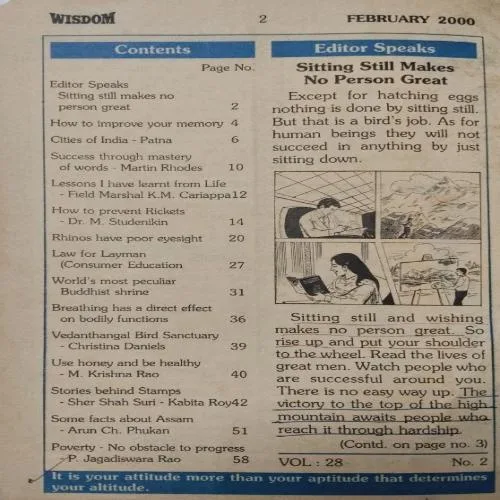 WISDOM 2 FEBRUARY 2000
Contents
Page No.
Editor Speaks
Sitting still makes no
person great 2
How to improve your memory 4
Cities of India - Patna 6
Success through mastery
of words - Martin Rhodes 10
Lessons I have learnt from Life
- Field Marshal K.M. Cariappa12
How to prevent Rickets
- Dr. M. Studenikin 14
Rhinos have poor eyesight 20
Law for Layman
(Consumer Education 27
World's most peculiar
Buddhist shrine 31
Breathing has a direct effect
on bodily functions 36
Vedanthangal Bird Sanctuary
- Christina Daniels 39
Use honey and be healthy
- M. Krishna Rao 40
Stories behind Stamps
- Sher Shah Suri - Kabita Roy42
Some facts about Assam
- Arun Ch. Phukan 51
Poverty - No obstacle to progress
- P. Jagadiswara Rao 58
Editor Speaks
Sitting Still Makes
No Person Great
Except for hatching eggs
nothing is done by sitting still.
But that is a bird's job. As for
human beings they will not
succeed in anything by just
sitting down.
Sitting still and wishing
makes no person great. So
rise up and put your shoulder
to the wheel. Read the lives of
great men. Watch people who
are successful around you.
There is no easy way up. The
victory to the top of the high
mountain awaits people who
reach it through hardship.
(Contd. on page no. 3)
VOL : 28 No. 2
It is your attitude more than your aptitude that determines
your altitude.